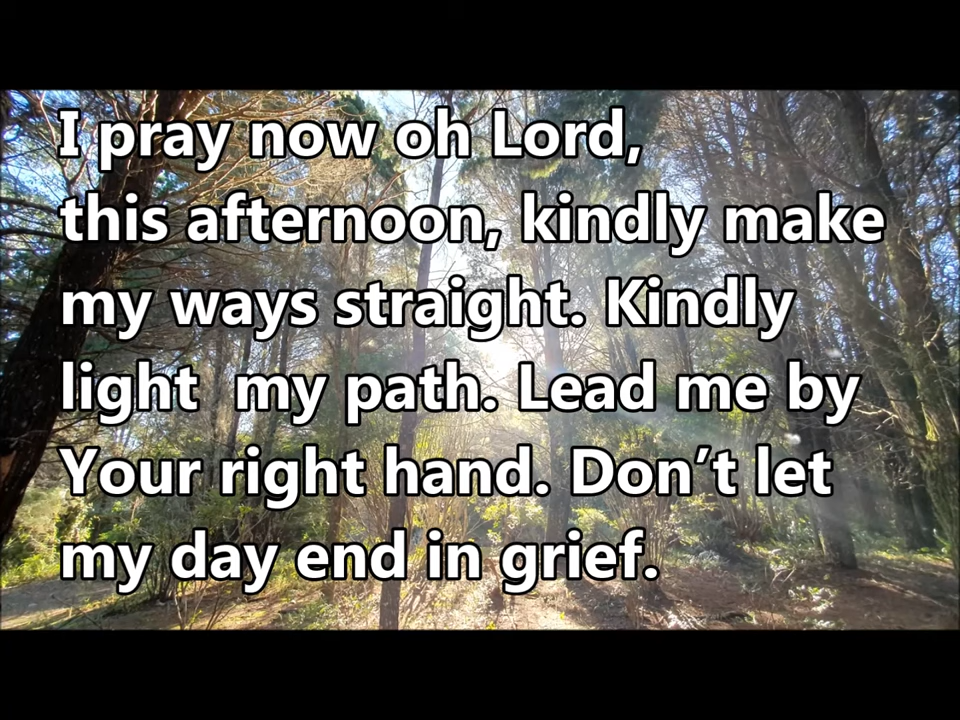 I pray now oh Lord,
this afternoon, kindly make
my ways straight. Kindly
light  my path. Lead me by
Your right hand. Don’t let
my day end in grief.